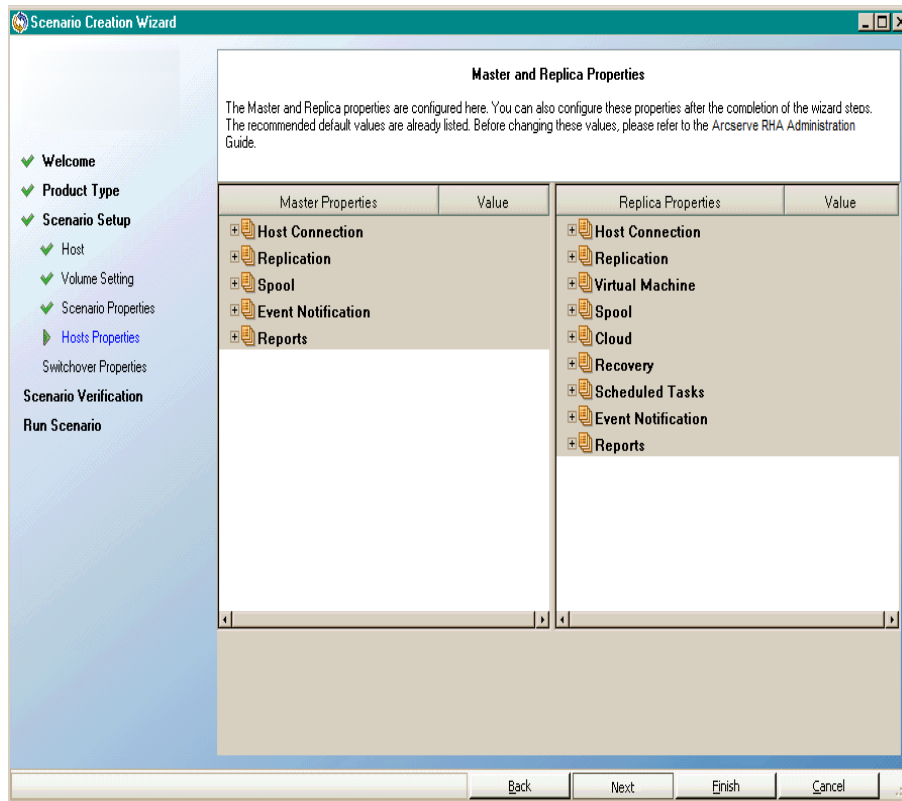 Scenario Creation Wizard
Welcome
Product Type
Scenario Setup
Host
Volume Setting
Scenario Properties
Hosts Properties
Switchover Properties
Scenario Verification
Run Scenario
Master and Replica Properties
The Master and Replica properties are configured here. You can also configure these properties after the completion of the wizard steps.
The recommended default values are already listed. Before changing these values, please refer to the Arcserve RHA Administration
Guide.
Master Properties Value
Host Connection
Replication
Spool
Event Notification
Reports
Replica Properties Value
Host Connection
Replication
Virtual Machine
Spool
Cloud
Recovery
Scheduled Tasks
Event Notification
Reports
Back Next Finish Cancel